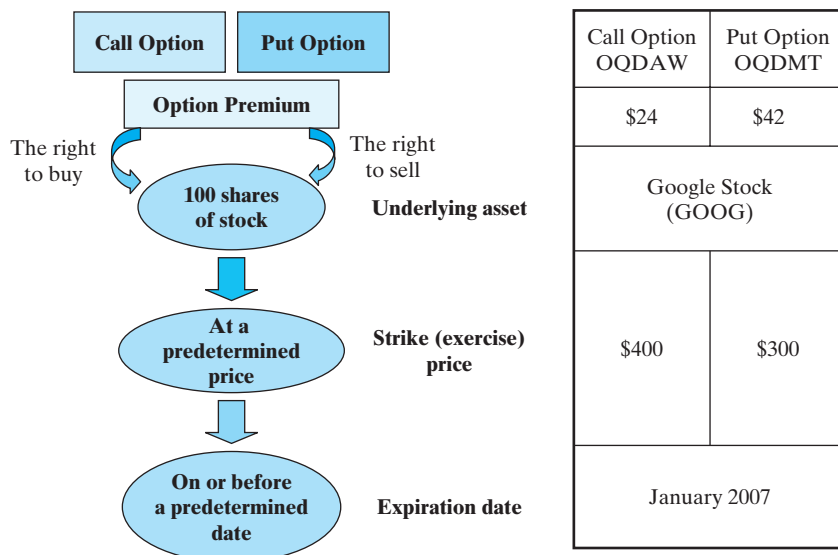 Call Option
Put Option
Option Premium
The right
to buy
The right
to sell
100 shares
of stock
Underlying asset
At a
predetermined
price
Strike (exercise)
price
On or before
a predetermined
date
Expiration date
Call Option
OQDAW
Put Option
OQDMT
$24
$42
Google Stock
(GOOG)
$400
$300
January 2007